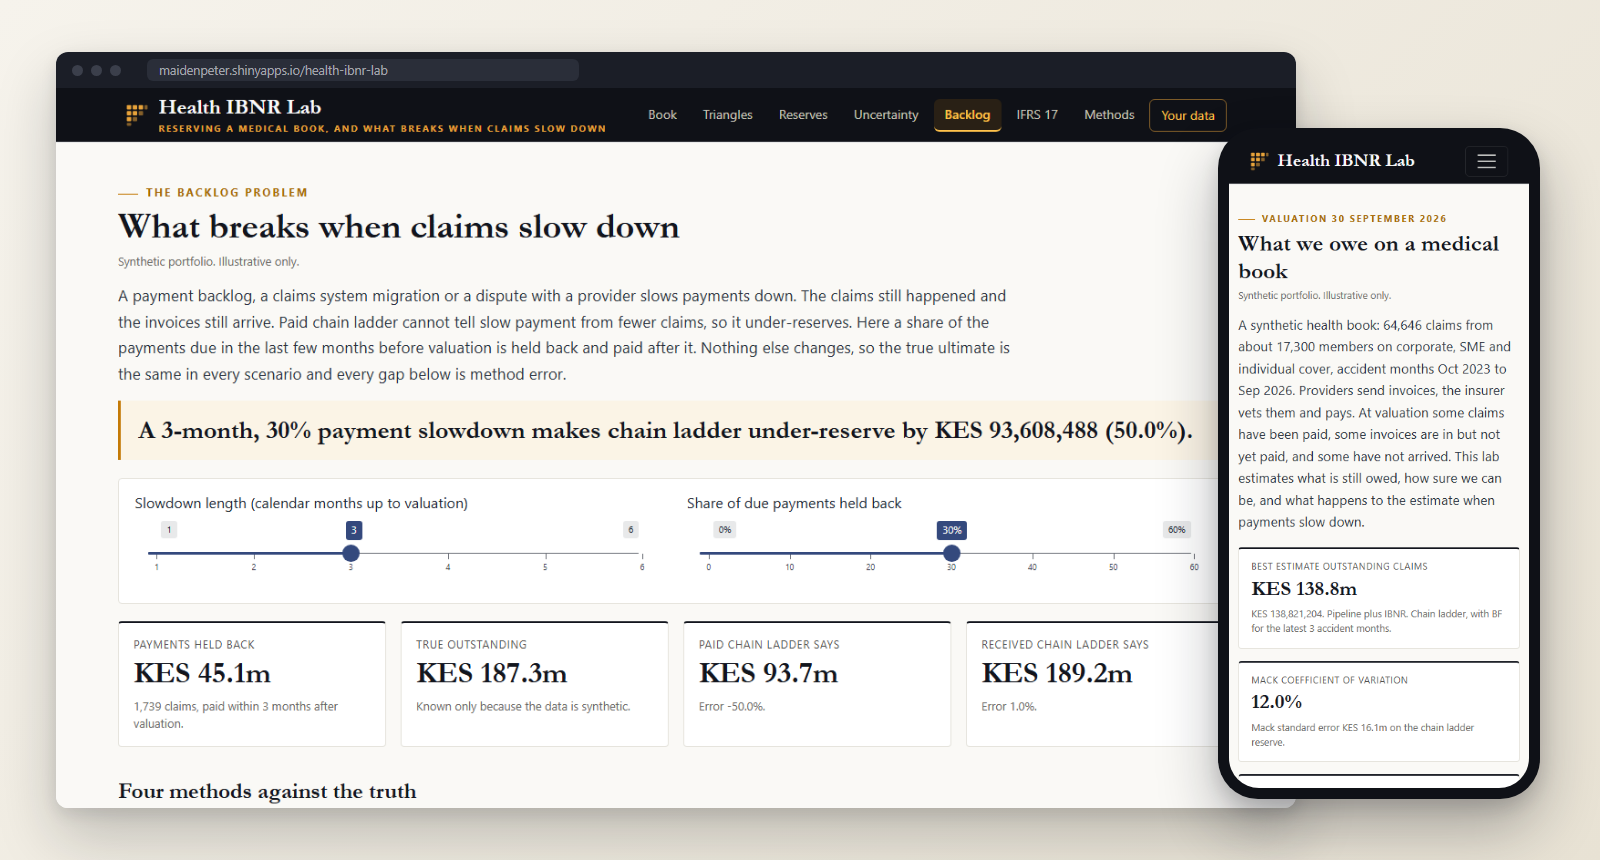 maidenpeter.shinyapps.io/health-ibnr-lab
Health IBNR Lab
RESERVING A MEDICAL BOOK, AND WHAT BREAKS WHEN CLAIMS SLOW DOWN
Book
Triangles
Reserves
Uncertainty
Backlog
IFRS 17
Methods
Your data
THE BACKLOG PROBLEM
What breaks when claims slow down
Synthetic portfolio. Illustrative only.
A payment backlog, a claims system migration or a dispute with a provider slows payments down. The claims still happened and
the invoices still arrive. Paid chain ladder cannot tell slow payment from fewer claims, so it under-reserves. Here a share of the
payments due in the last few months before valuation is held back and paid after it. Nothing else changes, so the true ultimate is
the same in every scenario and every gap below is method error.
A 3-month, 30% payment slowdown makes chain ladder under-reserve by KES 93,608,488 (50.0%).
Slowdown length (calendar months up to valuation)
1
3
6
1 2 3 4 5 6
Share of due payments held back
0%
30%
60%
0 10 20 30 40 50 60
PAYMENTS HELD BACK
KES 45.1m
1,739 claims, paid within 3 months after
valuation.
TRUE OUTSTANDING
KES 187.3m
Known only because the data is synthetic.
PAID CHAIN LADDER SAYS
KES 93.7m
Error -50.0%.
RECEIVED CHAIN LADDER SAYS
KES 189.2m
Error 1.0%.
Four methods against the truth
Health IBNR Lab
VALUATION 30 SEPTEMBER 2026
What we owe on a medical
book
Synthetic portfolio. Illustrative only.
A synthetic health book: 64,646 claims from
about 17,300 members on corporate, SME and
individual cover, accident months Oct 2023 to
Sep 2026. Providers send invoices, the insurer
vets them and pays. At valuation some claims
have been paid, some invoices are in but not
yet paid, and some have not arrived. This lab
estimates what is still owed, how sure we can
be, and what happens to the estimate when
payments slow down.
BEST ESTIMATE OUTSTANDING CLAIMS
KES 138.8m
KES 138,821,204. Pipeline plus IBNR. Chain ladder, with BF
for the latest 3 accident months.
MACK COEFFICIENT OF VARIATION
12.0%
Mack standard error KES 16.1m on the chain ladder
reserve.